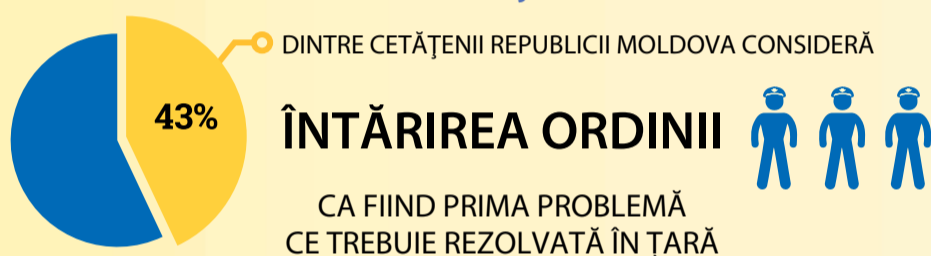 DINTRE CETĂŢENII REPUBLICII MOLDOVA CONSIDERĂ
43%
ÎNTĂRIREA ORDINII
CA FIIND PRIMA PROBLEMĂ
CE TREBUIE REZOLVATĂ ÎN ŢARĂ